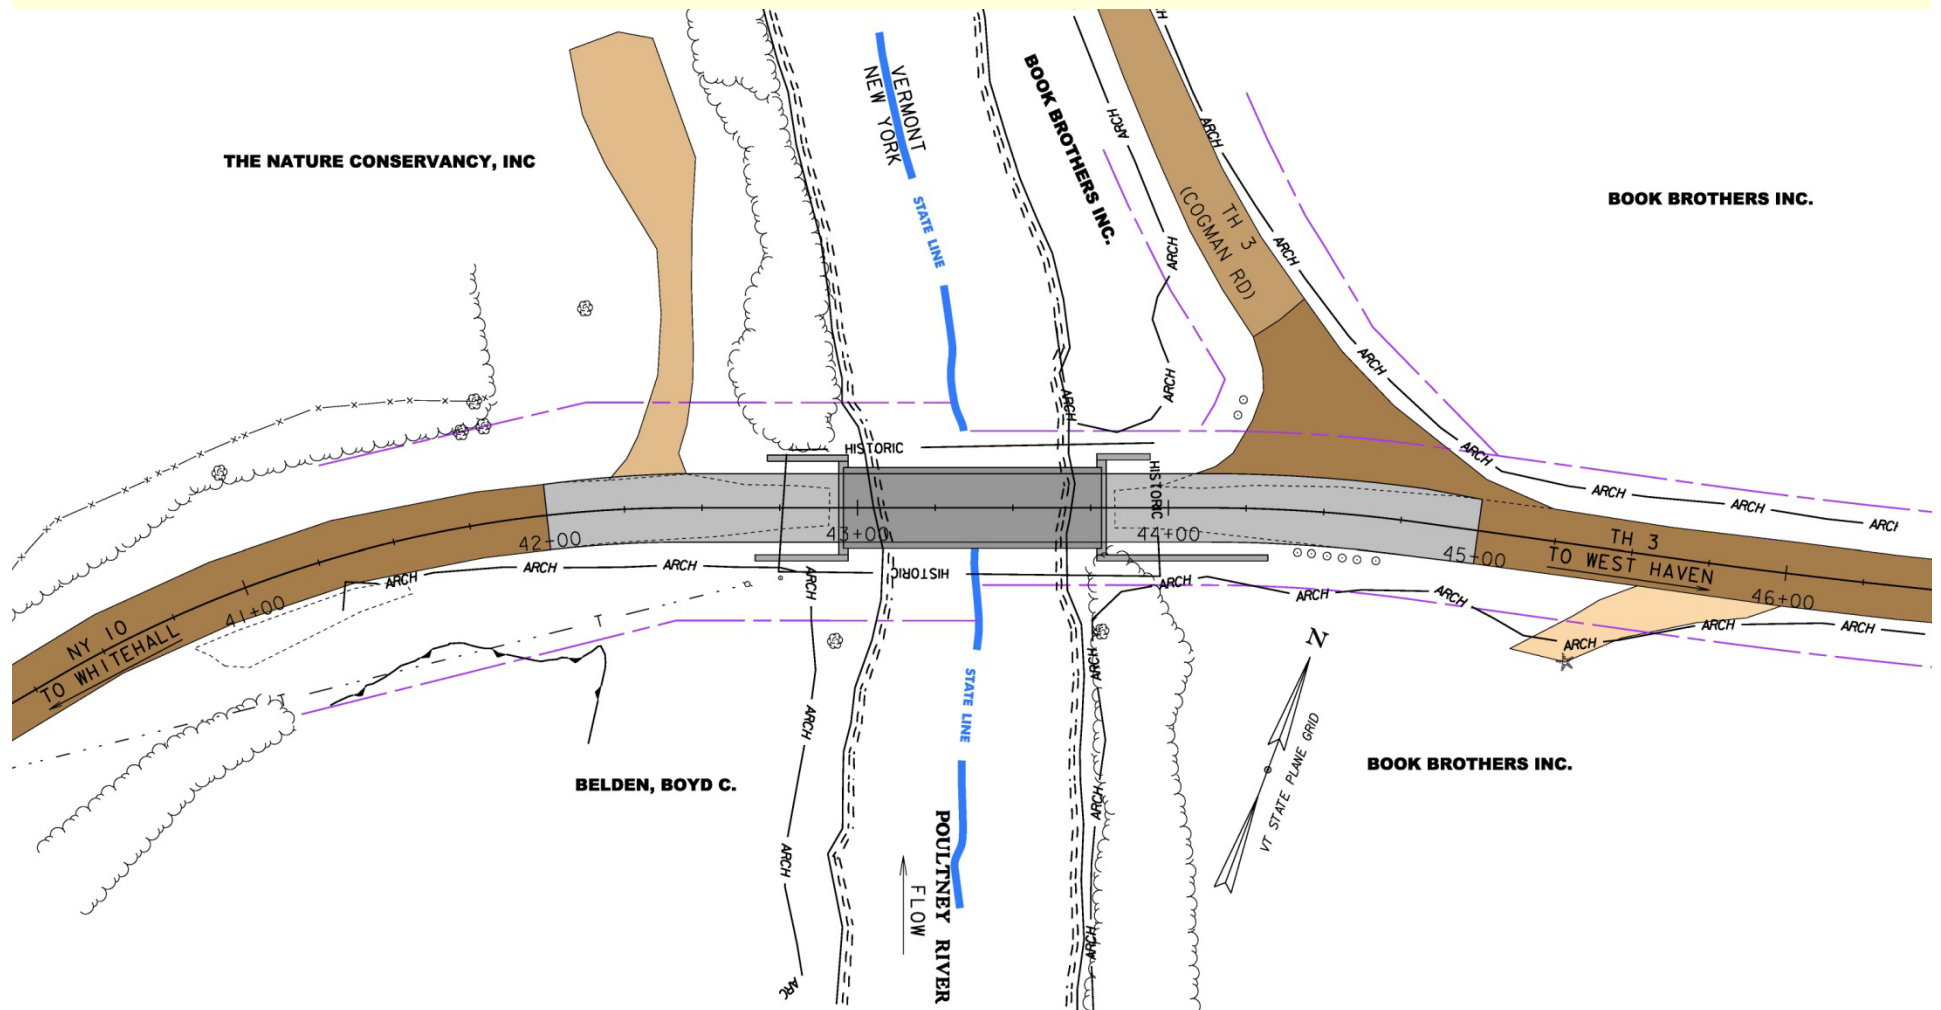 ARCH
VERMONT
NEW YORK
BOOK BROTHERS INC.
ARCH
ARCH
THE NATURE CONSERVANCY, INC
BOOK BROTHERS INC.
STATE LINE
TH 3
(COGMAN RD)
ARCH
ARCH
ARCH
ARCH
ARCH
HISTORIC
ARCH
HISTORIC
ARCH
ARCH
ARCH
ARCH
42+00
43+00
44+00
45+00
TH 3
TO WEST HAVEN
46+00
ARCH
ARCH
ARCH
ARCH
HISTORIC
ARCH
ARCH
ARCH
41+00
NY 10
TO WHITEHALL
T
T
ARCH
ARCH
ARCH
ARCH
N
VT STATE PLANE GRID
STATE LINE
ARCH
BELDEN, BOYD C.
BOOK BROTHERS INC.
ARCH
ARCH
POULTNEY RIVER
FLOW
ARCH
ARC